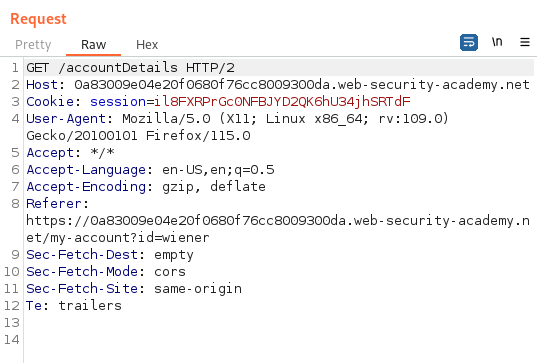 Request
Pretty Raw Hex
\n
1 GET /accountDetails HTTP/2
2 Host: 0a83009e04e20f0680f76cc8009300da.web-security-academy.net
3 Cookie: session=il8FXRPrGc0NFBJYD2QK6hU34jhSRTdF
4 User-Agent: Mozilla/5.0 (X11; Linux x86_64; rv:109.0)
Gecko/20100101 Firefox/115.0
5 Accept: */*
6 Accept-Language: en-US,en;q=0.5
7 Accept-Encoding: gzip, deflate
8 Referer:
https://0a83009e04e20f0680f76cc8009300da.web-security-academy.n
et/my-account?id=wiener
9 Sec-Fetch-Dest: empty
10 Sec-Fetch-Mode: cors
11 Sec-Fetch-Site: same-origin
12 Te: trailers
13
14